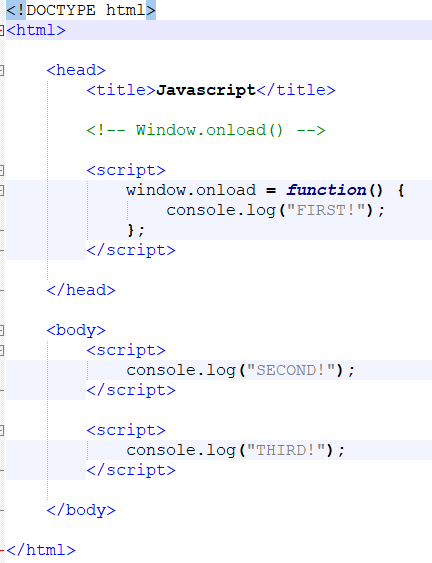 <!DOCTYPE html>
<html>
<head>
<title>Javascript</title>
<!-- Window.onload() -->
<script>
window.onload = function() {
console.log("FIRST!");
};
</script>
</head>
<body>
<script>
console.log("SECOND!");
</script>
<script>
console.log("THIRD!");
</script>
</body>
</html>